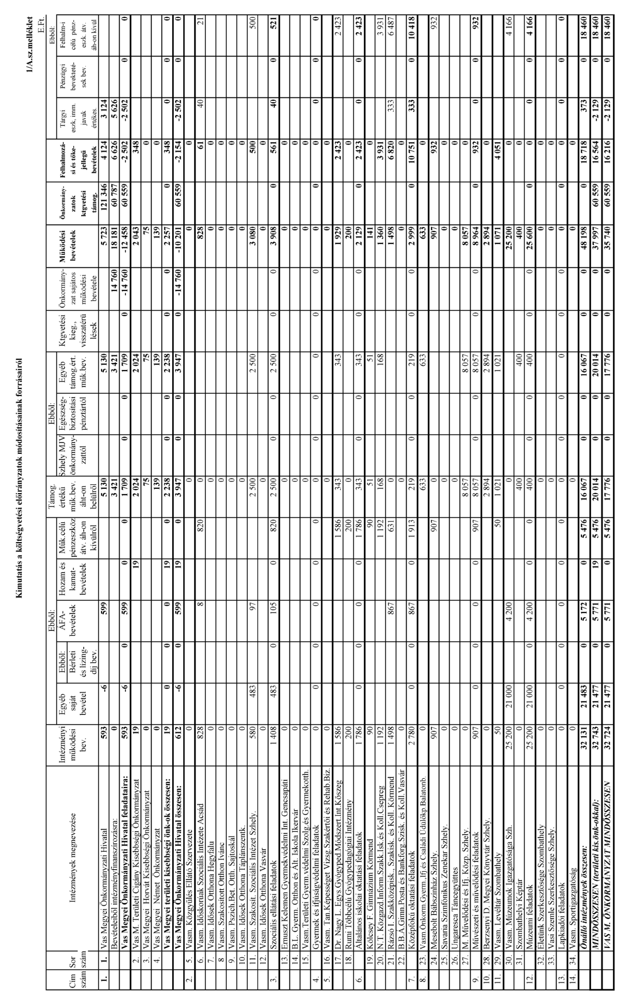 1/A.sz.melléklet
Kimutatás a költségvetési előirányzatok módosításainak forrásairól
E.Ft.
Cím szám | Sor szám | Intézmények megnevezése | Intézményi működési bev. | Egyéb saját bevétel | Ebből: Bérleti és lízing-díj bev. | Ebből: ÁFA-bevételek | Hozam és kamat-bevételek | Műk.célú pénzeszköz átv. áh-on kívülről | Támog. értékű műk.bev. áht-on belülről | Ebből: Szhely MJV önkormány-zattól | Egészség-biztosítási pénztártól | Egyéb támog.ért. műk.bev. | Ktgvetési kieg., visszatérü lések | Önkormány-zat sajátos működési bevétele | Működési bevételek | Önkormány-zatok ktgvetési támog. | Felhalmozá-si és tőke-jellegű bevételek | Tárgyi eszk, imm. javak értékes. | Pénzügyi bevekteté-sek bev. | Ebből: Felhalm-i célú pénz-eszk. átv. áh-on kívül
1. 1. Vas Megyei Önkormányzati Hivatal 593 -6 599 5 130 5 130 5 723 121 346 4 124 3 124
Bevételeiből intézményfinanszírozásra: 0 3 421 3 421 14 760 18 181 60 787 6 626 5 626
Vas Megyei Önkormányzati Hivatal feladataira: 593 -6 0 599 0 0 1 709 0 0 1 709 0 -14 760 -12 458 60 559 -2 502 -2 502 0 0
2. Vas M. Területi Cigány Kisebbségi Önkormányzat 19 19 2 024 2 024 2 043 348
3. Vas Megyei Horvát Kisebbségi Önkormányzat 0 75 75 75 0
4. Vas Megyei Német Önkormányzat 0 139 139 139 0
Vas Megyei területi kisebbségi önk-ok összesen: 19 0 0 0 19 0 2 238 0 0 2 238 0 0 2 257 0 348 0 0 0
Vas Megyei Önkormányzati Hivatal összesen: 612 -6 0 599 19 0 3 947 0 0 3 947 0 -14 760 -10 201 60 559 -2 154 -2 502 0 0
2. 5. Vasm. Közgyűlés Ellátó Szervezete 0 0 0 0
6. Vasm. Időskorúak Szociális Intézete Acsád 828 8 820 0 828 61 40 21
7. Vasm. Idősek Otthona Hegyfalu 0 0 0 0
8 Vasm. Szakosított Otthon Ivánc 0 0 0 0
9. Vasm. Pszich.Bet. Otth. Sajtoskál 0 0 0 0
10. Vasm. Idősek Otthona Táplánszentk. 0 0 0 0
11. Vasm. Szakosít. Szociális Intézet Szhely. 580 483 97 2 500 2 500 3 080 500 500
12. Vasm. Idősek Otthona Vasvár 0 0 0 0
3. Szociális ellátási feladatok 1 408 483 0 105 0 820 2 500 0 0 2 500 0 0 3 908 0 561 40 0 521
13. Ernuszt Kelemen Gyermekvédelmi Int. Gencsapáti 0 0 0 0
14. B.L. Gyerm. Otthon és Ált. Iskola Ikervár 0 0 0 0
15. Vasm.Területi Gyerm.védelmi Szolg.és Gyermekotth. 0 0 0 0
4. Gyermek és ifjúságvédelmi feladatok 0 0 0 0 0 0 0 0 0 0 0 0 0 0 0 0 0 0
5. 16. Vasm. Tan.Képességet Vizsg.Szakértői és Rehab.Biz. 0 0 0 0
17. Dr. Nagy L. Egys.Gyógyped.Módszert.Int.Kőszeg 1 586 1 586 343 343 1 929 2 423 2 423
18. Rumi Többcélú Gyógypedagógiai Intézmény 200 200 0 200 0
6. Általános iskolai oktatási feladatok 1 786 0 0 0 0 1 786 343 0 0 343 0 0 2 129 0 2 423 0 0 2 423
19. Kölcsey F. Gimnázium Körmend 90 90 51 51 141 0
20. N.T. Közgazd.Inform.Szakk.Isk.és Koll.Csepreg 1 192 1 192 168 168 1 360 3 931 3 931
21. Rázsó I. Szakközépisk., Szakisk. és Koll. Körmend 1 498 867 631 0 1 498 6 820 333 6 487
22. B.B.A.Gimn.Posta és Bankforg.Szisk. és Koll.Vasvár 0 0 0 0
7. Középfokú oktatási feladatok 2 780 0 0 867 0 1 913 219 0 0 219 0 0 2 999 0 10 751 333 0 10 418
8. 23. Vasm.Önkorm.Gyerm.,Ifj.és Családi Üdülőkp.Balatonb. 0 633 633 633 0
24. Mesebolt Bábszínház Szhely. 907 907 0 907 932 932
25. Savaria Szimfonikus Zenekar Szhely. 0 0 0 0
26. Ungaresca Táncegyüttes 0 0 0 0
27. M. Művelődési és Ifj. Közp. Szhely. 0 8 057 8 057 8 057 0
9. Művészeti és művelődési feladatok 907 0 0 0 0 907 8 057 0 0 8 057 0 0 8 964 0 932 0 0 932
10. 28. Berzsenyi D. Megyei Könyvtár Szhely. 0 2 894 2 894 2 894 0
11. 29. Vasm. Levéltár Szombathely 50 50 1 021 1 021 1 071 4 051
30. Vasm. Múzeumok Igazgatósága Szh. 25 200 21 000 4 200 0 25 200 0 4 166
31. Szombathelyi Képtár 0 400 400 400 0
12. Múzeumi feladatok 25 200 21 000 0 4 200 0 0 400 0 0 400 0 0 25 600 0 0 0 0 4 166
32. Életünk Szerkesztősége Szombathely 0 0 0 0
33. Vasi Szemle Szerkesztősége Szhely. 0 0 0 0
13. Lapkiadói feladatok 0 0 0 0 0 0 0 0 0 0 0 0 0 0 0 0 0 0
14. 34. Vasm. Sportigazgatóság 0 0 0 0
Önálló intézmények összesen: 32 131 21 483 0 5 172 0 5 476 16 067 0 0 16 067 0 0 48 198 0 18 718 373 0 18 460
MINDÖSSZESEN (területi kis.önk-okkal): 32 743 21 477 0 5 771 19 5 476 20 014 0 0 20 014 0 0 37 997 60 559 16 564 -2 129 0 18 460
VAS M. ÖNKORMÁNYZAT MINDÖSSZESEN 32 724 21 477 0 5 771 0 5 476 17 776 0 0 17 776 0 0 35 740 60 559 16 216 -2 129 0 18 460